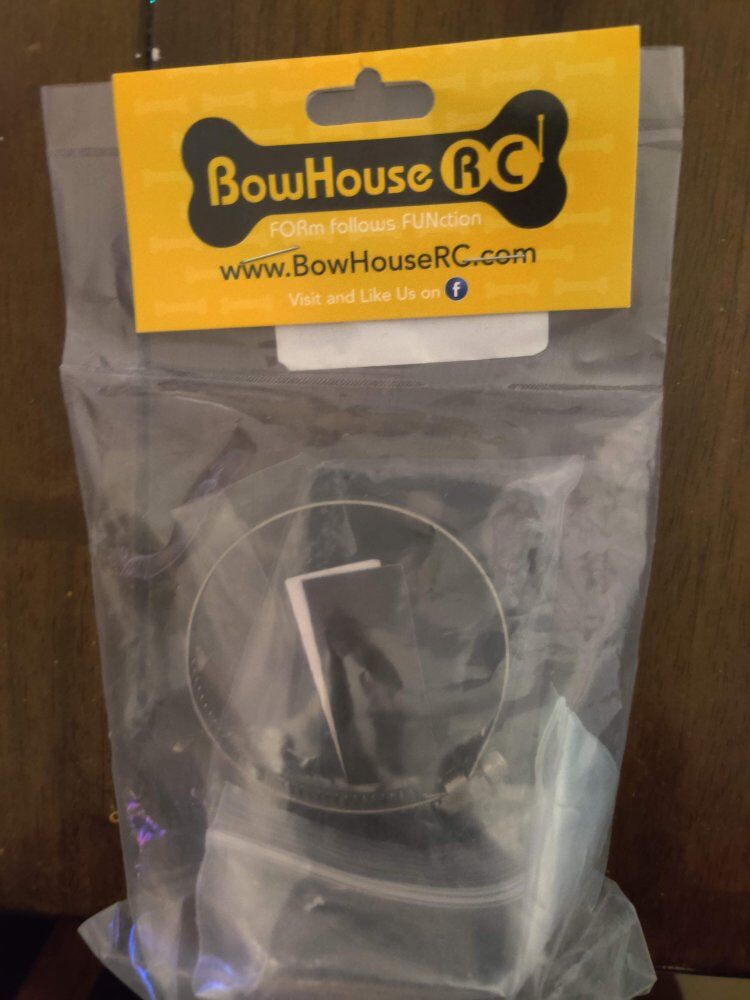 BowHouse RC
FORm follows FUNction
www.BowHouseRC.com
Visit and Like Us on f